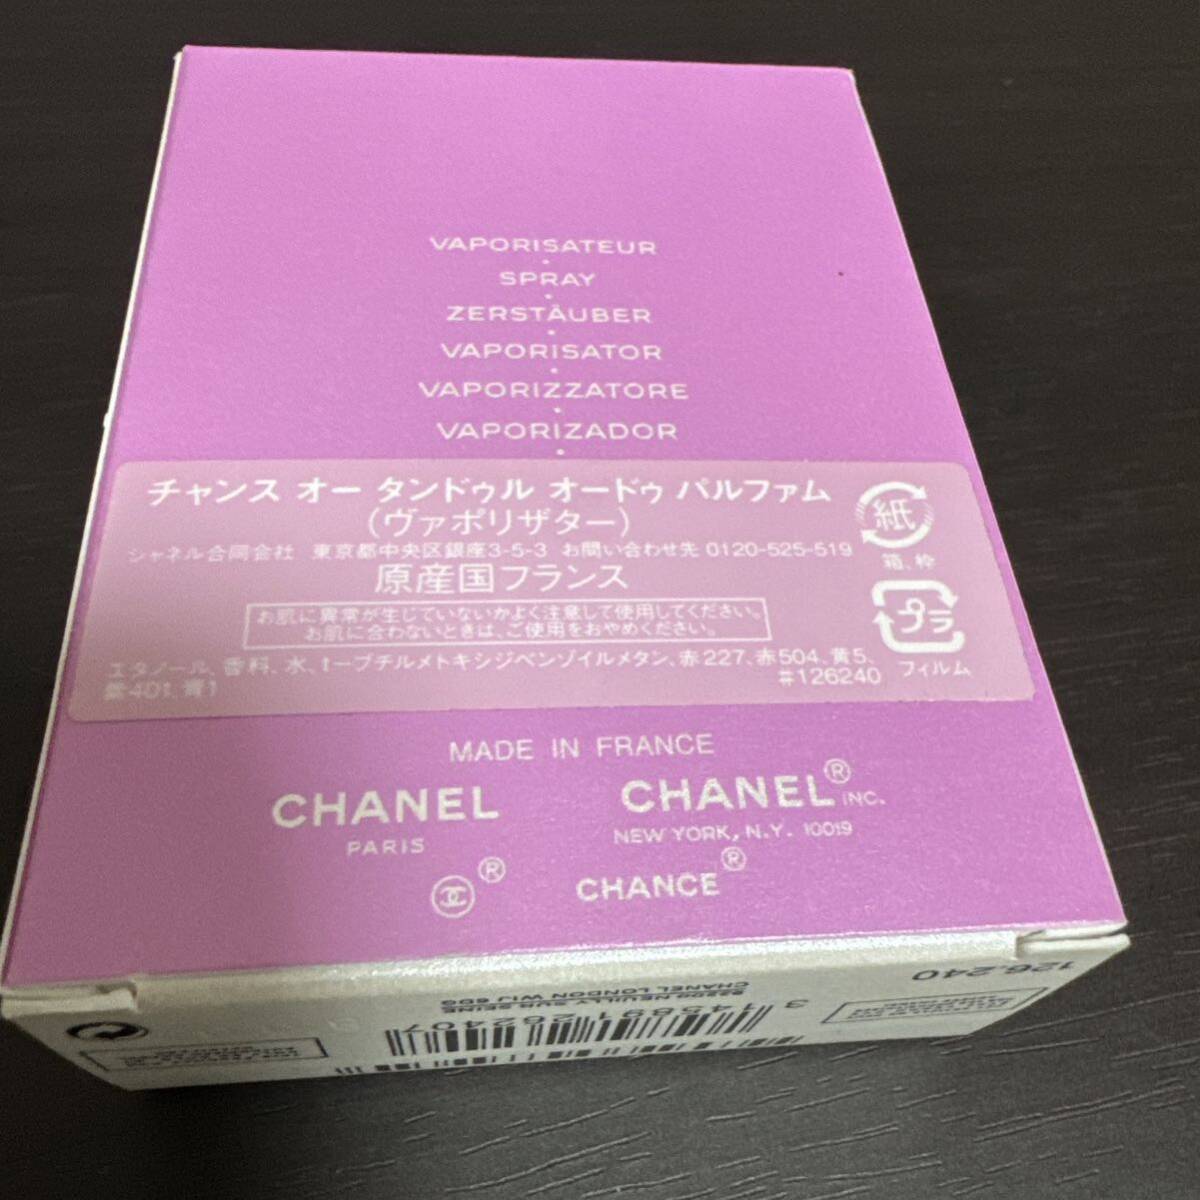 VAPORISATEUR
SPRAY
ZERSTÄUBER
VAPORISATOR
VAPORIZZATORE
VAPORIZADOR
チャンス オー タンドゥル オードゥ パルファム
(ヴァポリザター)
シャネル合同会社 東京都中央区銀座3-5-3 お問い合わせ先 0120-525-519
原産国フランス
お肌に異常が生じていないかよく注意して使用してください。
お肌に合わないときは、ご使用をおやめください。
エタノール、香料、水、t-ブチルメトキシジベンゾイルメタン、赤227、赤504、黄5、
紫401、青1 #126240
紙
箱、枠
プラ
フィルム
MADE IN FRANCE
CHANEL
PARIS
CHANEL® INC.
NEW YORK, N.Y. 10019
®
CHANCE®
126.240
92200 NEUILLY SUR SEINE
CHANEL LONDON W1J 6DG
3 145891 262407